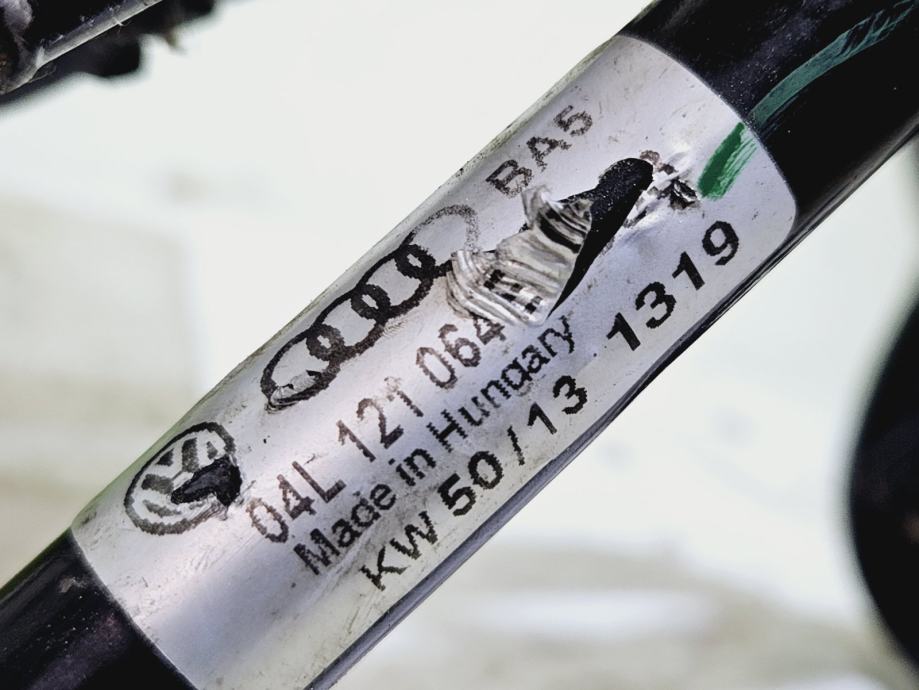 BA5
04L 121 064
Made in Hungary
KW 50/13 1319